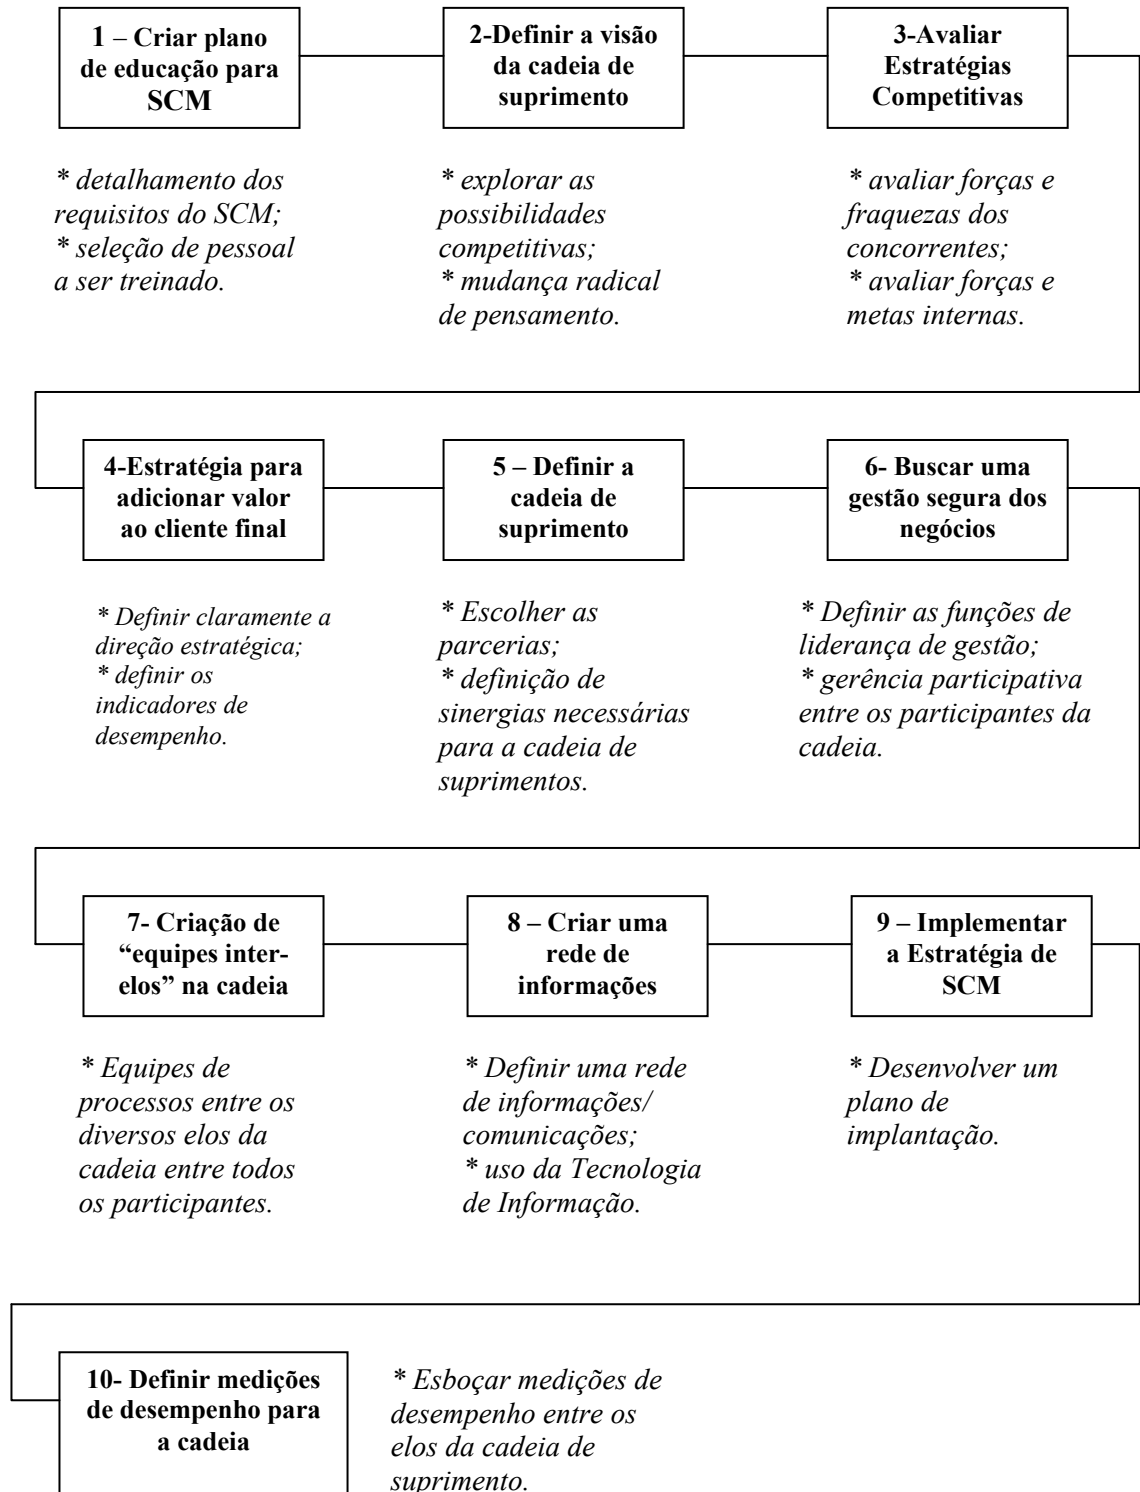 1 – Criar plano
de educação para
SCM
2-Definir a visão
da cadeia de
suprimento
3-Avaliar
Estratégias
Competitivas
* detalhamento dos
requisitos do SCM;
* seleção de pessoal
a ser treinado.
* explorar as
possibilidades
competitivas;
* mudança radical
de pensamento.
* avaliar forças e
fraquezas dos
concorrentes;
* avaliar forças e
metas internas.
4-Estratégia para
adicionar valor
ao cliente final
5 – Definir a
cadeia de
suprimento
6- Buscar uma
gestão segura dos
negócios
* Definir claramente a
direção estratégica;
* definir os
indicadores de
desempenho.
* Escolher as
parcerias;
* definição de
sinergias necessárias
para a cadeia de
suprimentos.
* Definir as funções de
liderança de gestão;
* gerência participativa
entre os participantes da
cadeia.
7- Criação de
“equipes inter-
elos” na cadeia
8 – Criar uma
rede de
informações
9 – Implementar
a Estratégia de
SCM
* Equipes de
processos entre os
diversos elos da
cadeia entre todos
os participantes.
* Definir uma rede
de informações/
comunicações;
* uso da Tecnologia
de Informação.
* Desenvolver um
plano de
implantação.
10- Definir medições
de desempenho para
a cadeia
* Esboçar medições de
desempenho entre os
elos da cadeia de
suprimento.